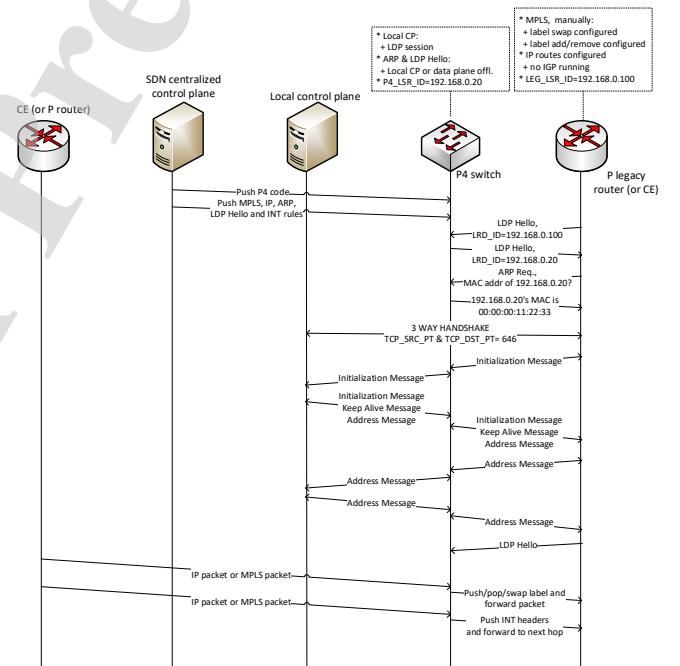 * Local CP:
+ LDP session
* ARP & LDP Hello:
+ Local CP or data plane offl.
* P4_LSR_ID=192.168.0.20
* MPLS, manually:
+ label swap configured
+ label add/remove configured
* IP routes configured
+ no IGP running
* LEG_LSR_ID=192.168.0.100
CE (or P router)
SDN centralized
control plane
Local control plane
P4 switch
P legacy
router (or CE)
Push P4 code
Push MPLS, IP, ARP,
LDP Hello and INT rules
LDP Hello,
LRD_ID=192.168.0.100
LDP Hello,
LRD_ID=192.168.0.20
ARP Req.,
MAC addr of 192.168.0.20?
192.168.0.20's MAC is
00:00:00:11:22:33
3 WAY HANDSHAKE
TCP_SRC_PT & TCP_DST_PT= 646
Initialization Message
Initialization Message
Initialization Message
Keep Alive Message
Address Message
Initialization Message
Keep Alive Message
Address Message
Address Message
Address Message
Address Message
Address Message
LDP Hello
IP packet or MPLS packet
Push/pop/swap label and
forward packet
IP packet or MPLS packet
Push INT headers
and forward to next hop